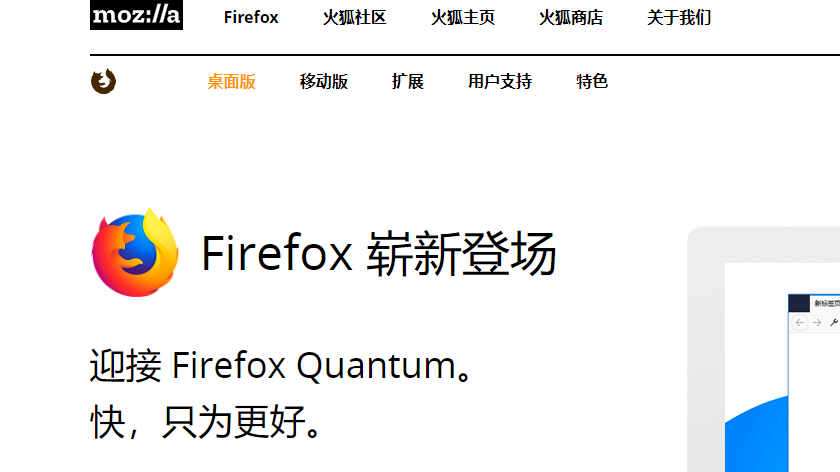 moz://a Firefox 火狐社区 火狐主页 火狐商店 关于我们
桌面版 移动版 扩展 用户支持 特色
Firefox 崭新登场
新标签页
迎接 Firefox Quantum。
快，只为更好。